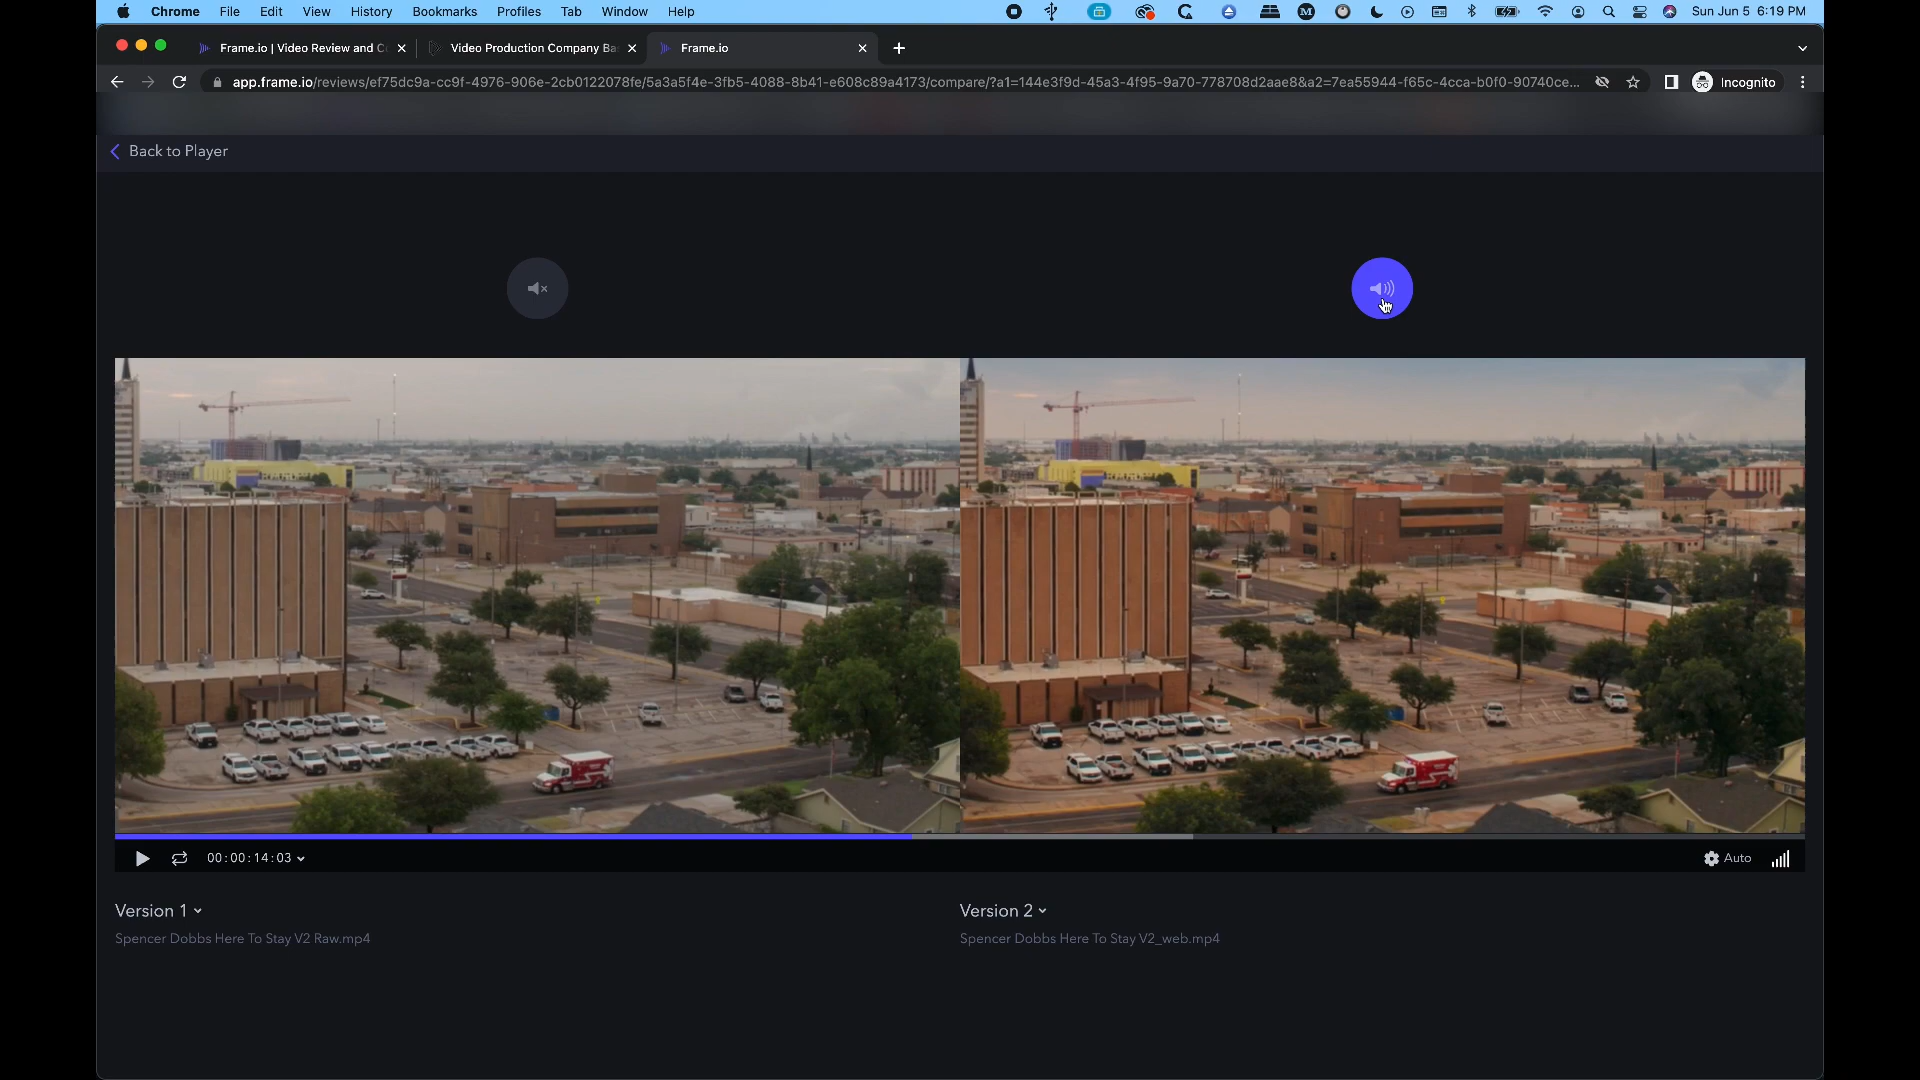 Chrome File Edit View History Bookmarks Profiles Tab Window Help Sun Jun 5 6:19 PM
Frame.io | Video Review and C Video Production Company Ba Frame.io
app.frame.io/reviews/ef75dc9a-cc9f-4976-906e-2cb0122078fe/5a3a5f4e-3fb5-4088-8b41-e608c89a4173/compare/?a1=144e3f9d-45a3-4f95-9a70-778708d2aae8&a2=7ea55944-f65c-4cca-b0f0-90740ce... Incognito
Back to Player
00:00:14:03 Auto
Version 1 Version 2
Spencer Dobbs Here To Stay V2 Raw.mp4 Spencer Dobbs Here To Stay V2_web.mp4